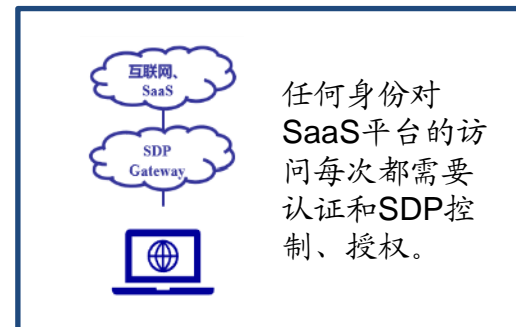 互联网、
SaaS
SDP
Gateway
任何身份对
SaaS平台的访
问每次都需要
认证和SDP控
制、授权。